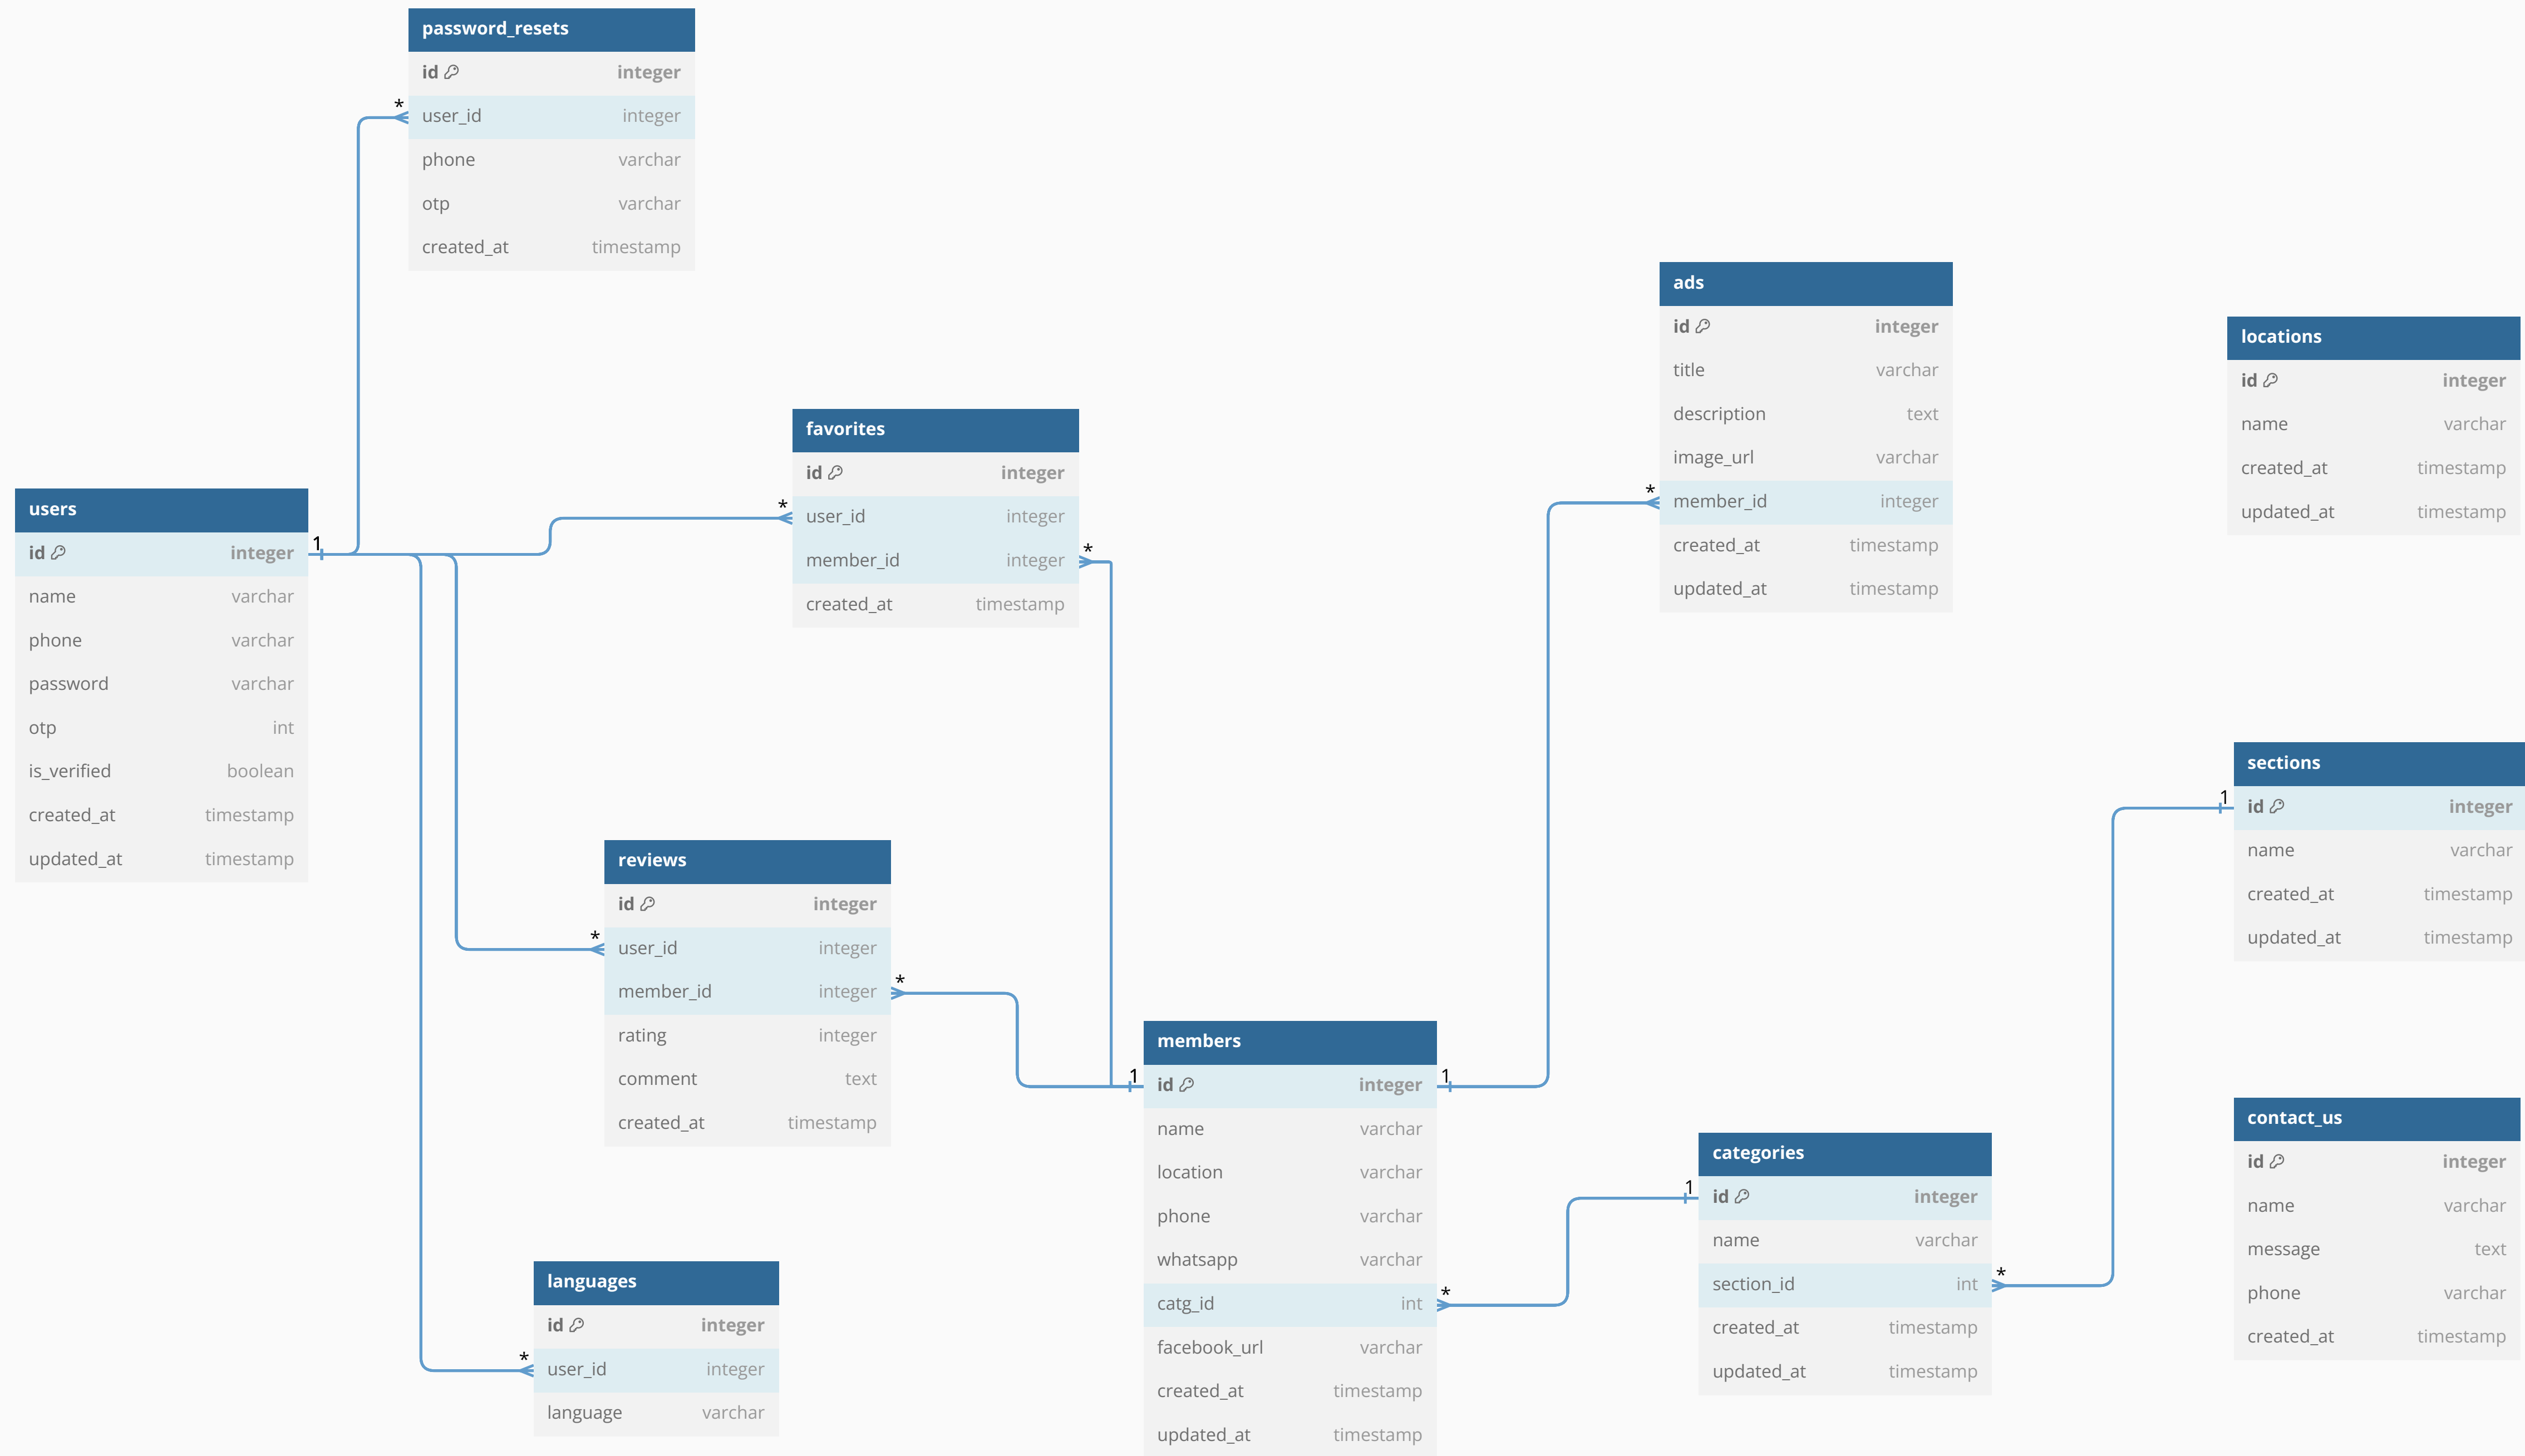 password_resets
id integer
user_id integer
phone varchar
otp varchar
created_at timestamp
users
id integer
name varchar
phone varchar
password varchar
otp int
is_verified boolean
created_at timestamp
updated_at timestamp
favorites
id integer
user_id integer
member_id integer
created_at timestamp
reviews
id integer
user_id integer
member_id integer
rating integer
comment text
created_at timestamp
languages
id integer
user_id integer
language varchar
members
id integer
name varchar
location varchar
phone varchar
whatsapp varchar
catg_id int
facebook_url varchar
created_at timestamp
updated_at timestamp
ads
id integer
title varchar
description text
image_url varchar
member_id integer
created_at timestamp
updated_at timestamp
categories
id integer
name varchar
section_id int
created_at timestamp
updated_at timestamp
locations
id integer
name varchar
created_at timestamp
updated_at timestamp
sections
id integer
name varchar
created_at timestamp
updated_at timestamp
contact_us
id integer
name varchar
message text
phone varchar
created_at timestamp
1
*
*
*
*
*
*
1
1
*
*
1
*
1